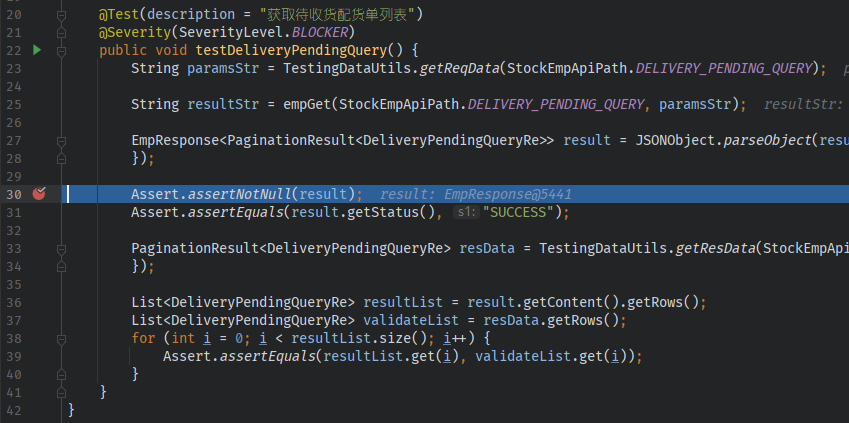 20 @Test(description = "获取待收货配货单列表")
21 @Severity(SeverityLevel.BLOCKER)
22 public void testDeliveryPendingQuery() {
23 String paramsStr = TestingDataUtils.getReqData(StockEmpApiPath.DELIVERY_PENDING_QUERY);
24
25 String resultStr = empGet(StockEmpApiPath.DELIVERY_PENDING_QUERY, paramsStr); resultStr:
26
27 EmpResponse<PaginationResult<DeliveryPendingQueryRe>> result = JSONObject.parseObject(resu
28 });
29
30 Assert.assertNotNull(result); result: EmpResponse@5441
31 Assert.assertEquals(result.getStatus(), s1: "SUCCESS");
32
33 PaginationResult<DeliveryPendingQueryRe> resData = TestingDataUtils.getResData(StockEmpApi
34 });
35
36 List<DeliveryPendingQueryRe> resultList = result.getContent().getRows();
37 List<DeliveryPendingQueryRe> validateList = resData.getRows();
38 for (int i = 0; i < resultList.size(); i++) {
39 Assert.assertEquals(resultList.get(i), validateList.get(i));
40 }
41 }
42 }